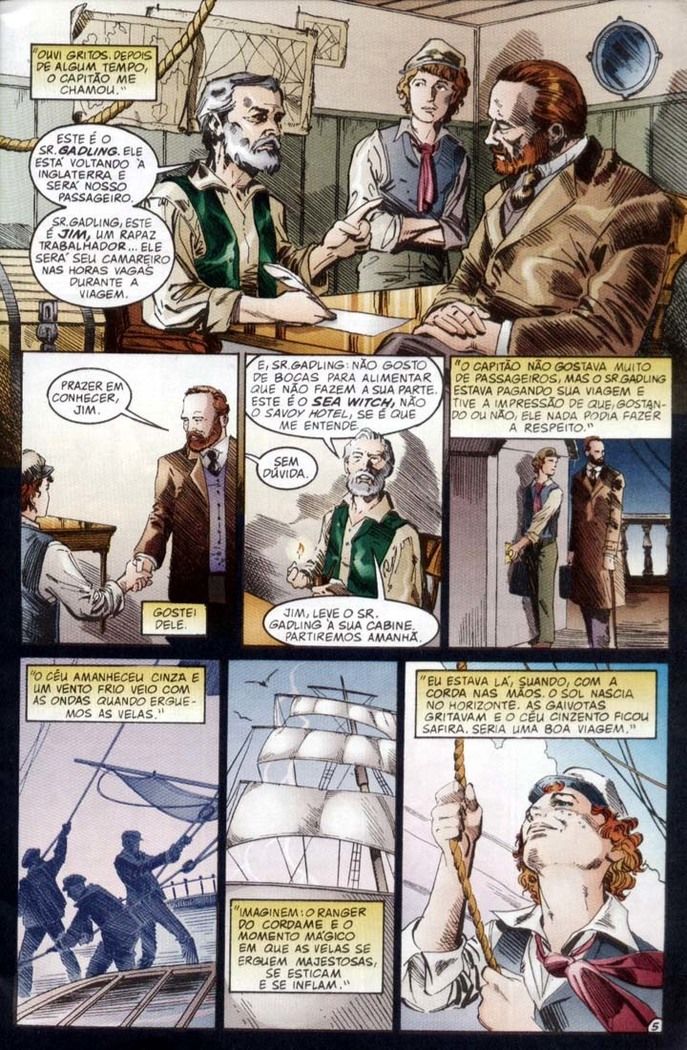 "OUVI GRITOS. DEPOIS
DE ALGUM TEMPO,
O CAPITÃO ME
CHAMOU."
ESTE É O
SR. GADLING. ELE
ESTÁ VOLTANDO À
INGLATERRA E
SERÁ NOSSO
PASSAGEIRO.
SR. GADLING, ESTE
É JIM, UM RAPAZ
TRABALHADOR... ELE
SERÁ SEU CAMAREIRO
NAS HORAS VAGAS
DURANTE A
VIAGEM.
PRAZER EM
CONHECER,
JIM.
GOSTEI
DELE.
E, SR. GADLING: NÃO GOSTO
DE BOCAS PARA ALIMENTAR
QUE NÃO FAZEM A SUA PARTE.
ESTE É O SEA WITCH, NÃO
O SAVOY HOTEL, SE É QUE
ME ENTENDE.
SEM
DÚVIDA.
JIM, LEVE O SR.
GADLING À SUA CABINE.
PARTIREMOS AMANHÃ.
"O CAPITÃO NÃO GOSTAVA MUITO
DE PASSAGEIROS, MAS O SR. GADLING
ESTAVA PAGANDO SUA VIAGEM E
TIVE A IMPRESSÃO DE QUE, GOSTAN-
DO OU NÃO, ELE NADA PODIA FAZER
A RESPEITO."
"O CÉU AMANHECEU CINZA E
UM VENTO FRIO VEIO COM
AS ONDAS QUANDO ERGUE-
MOS AS VELAS."
"IMAGINEM: O RANGER
DO CORDAME E O
MOMENTO MÁGICO
EM QUE AS VELAS SE
ERGUEM MAJESTOSAS,
SE ESTICAM
E SE INFLAM."
"EU ESTAVA LÁ, SUANDO, COM A
CORDA NAS MÃOS. O SOL NASCIA
NO HORIZONTE. AS GAIVOTAS
GRITAVAM E O CÉU CINZENTO FICOU
SAFIRA. SERIA UMA BOA VIAGEM."
5